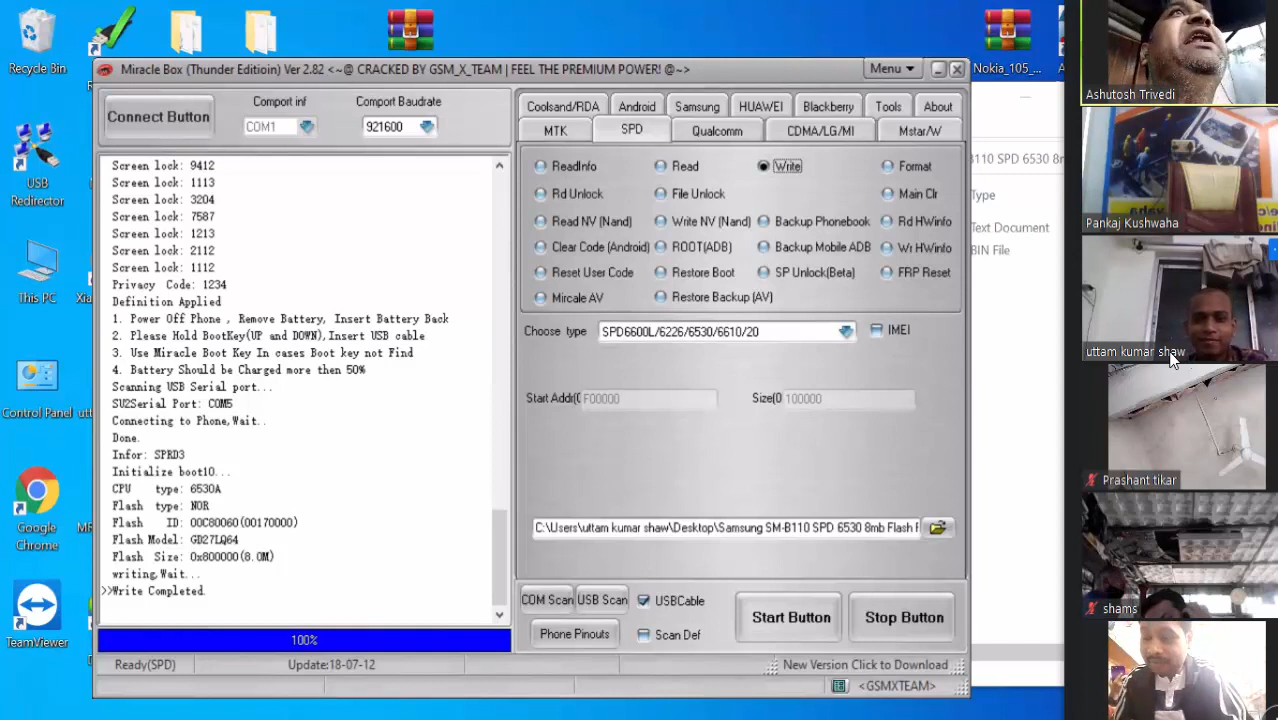 Recycle Bin
R
USB
Redirector
This PC
Xia
Control Panel
utt
Google
Chrome
MF
TeamViewer
Nokia_105_...
A
Miracle Box (Thunder Editioin) Ver 2.82 <~@ CRACKED BY GSM_X_TEAM | FEEL THE PREMIUM POWER! @~>
Menu
Connect Button
Comport inf
COM1
Comport Baudrate
921600
Screen lock: 9412
Screen lock: 1113
Screen lock: 3204
Screen lock: 7587
Screen lock: 1213
Screen lock: 2112
Screen lock: 1112
Privacy Code: 1234
Definition Applied
1. Power Off Phone , Remove Battery, Insert Battery Back
2. Please Hold BootKey(UP and DOWN),Insert USB cable
3. Use Miracle Boot Key In cases Boot key not Find
4. Battery Should be Charged more then 50%
Scanning USB Serial port...
SU2Serial Port: COM5
Connecting to Phone,Wait..
Done.
Infor: SPRD3
Initialize boot10...
CPU type: 6530A
Flash type: NOR
Flash ID: 00C80060(00170000)
Flash Model: GD27LQ64
Flash Size: 0x800000(8.0M)
writing,Wait...
>>Write Completed.
100%
Ready(SPD)
Update:18-07-12
Coolsand/RDA
Android
Samsung
HUAWEI
Blackberry
Tools
About
MTK
SPD
Qualcomm
CDMA/LG/MI
Mstar/W
ReadInfo
Read
Write
Format
Rd Unlock
File Unlock
Main Clr
Read NV (Nand)
Write NV (Nand)
Backup Phonebook
Rd HWinfo
Clear Code (Android)
ROOT(ADB)
Backup Mobile ADB
Wr HWinfo
Reset User Code
Restore Boot
SP Unlock(Beta)
FRP Reset
Mircale AV
Restore Backup (AV)
Choose type
SPD6600L/6226/6530/6610/20
IMEI
Start Addr(0
F00000
Size(0
100000
C:\Users\uttam kumar shaw\Desktop\Samsung SM-B110 SPD 6530 8mb Flash F
COM Scan
USB Scan
USBCable
Phone Pinouts
Scan Def
Start Button
Stop Button
New Version Click to Download
<GSMXTEAM>
B110 SPD 6530 8m
Type
Text Document
BIN File
Ashutosh Trivedi
Pankaj Kushwaha
uttam kumar shaw
Prashant tikar
shams